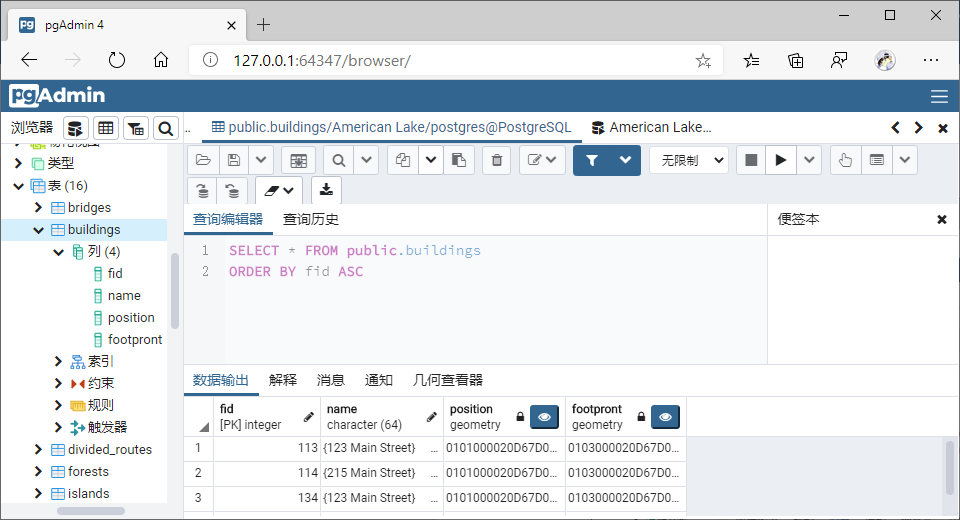 pg pgAdmin 4
127.0.0.1:64347/browser/
pgAdmin
浏览器
.. public.buildings/American Lake/postgres@PostgreSQL American Lake...
类型
表 (16)
bridges
buildings
列 (4)
fid
name
position
footpront
索引
约束
规则
触发器
divided_routes
forests
islands
无限制
查询编辑器 查询历史 便签本
1 SELECT * FROM public.buildings
2 ORDER BY fid ASC
数据输出 解释 消息 通知 几何查看器
fid name position footpront
[PK] integer character (64) geometry geometry
1 113 {123 Main Street} ... 0101000020D67D0... 0103000020D67D0...
2 114 {215 Main Street} ... 0101000020D67D0... 0103000020D67D0...
3 134 {123 Main Street} ... 0101000020D67D0... 0103000020D67D0...